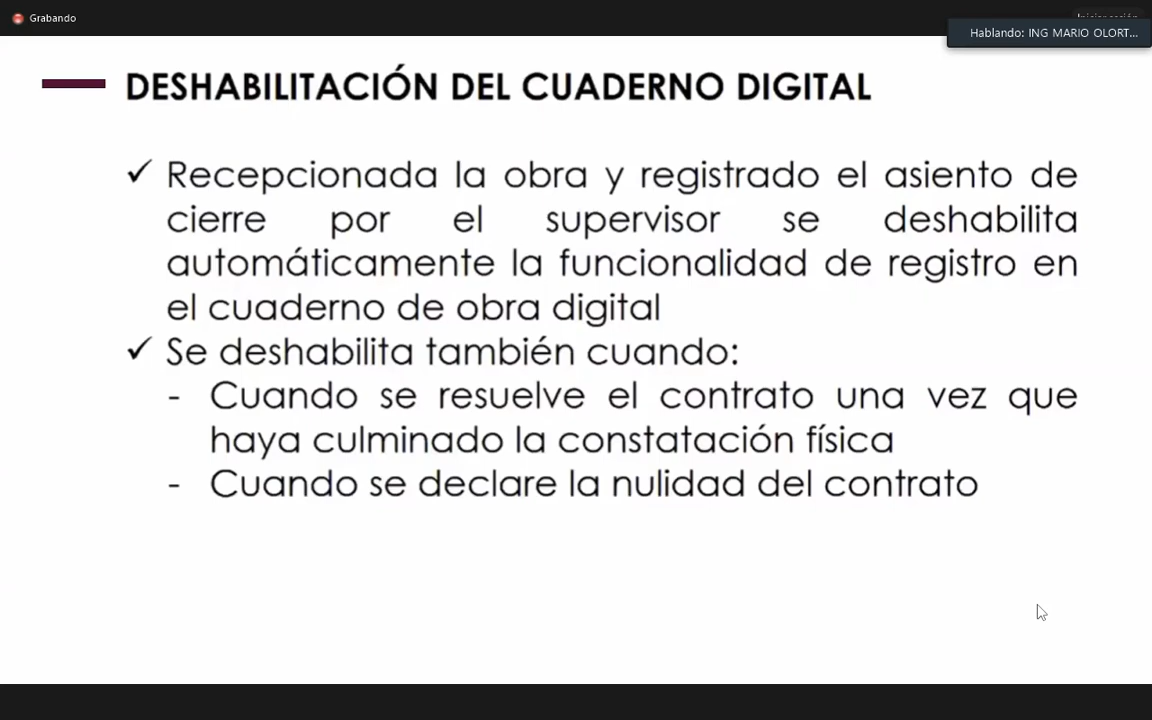 Grabando
Hablando: ING MARIO OLORT...
DESHABILITACIÓN DEL CUADERNO DIGITAL
✓ Recepcionada la obra y registrado el asiento de
cierre por el supervisor se deshabilita
automáticamente la funcionalidad de registro en
el cuaderno de obra digital
✓ Se deshabilita también cuando:
- Cuando se resuelve el contrato una vez que
haya culminado la constatación física
- Cuando se declare la nulidad del contrato